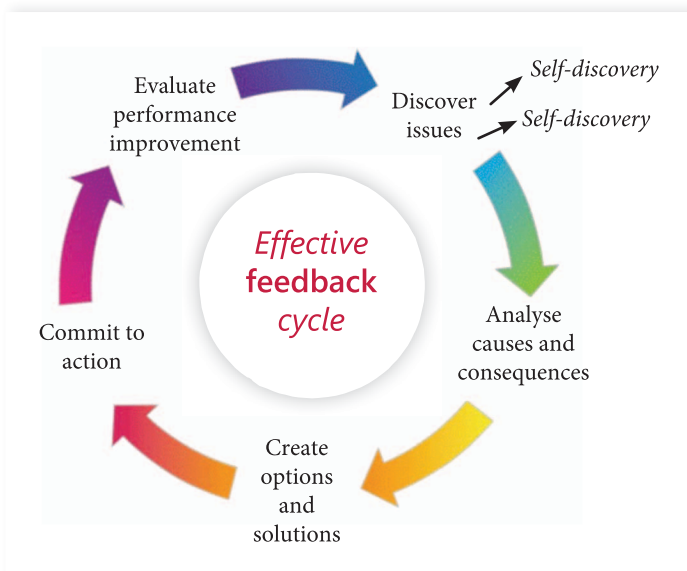 Evaluate
performance
improvement
Discover
issues
Self-discovery
Self-discovery
Effective
feedback
cycle
Analyse
causes and
consequences
Commit to
action
Create
options
and
solutions